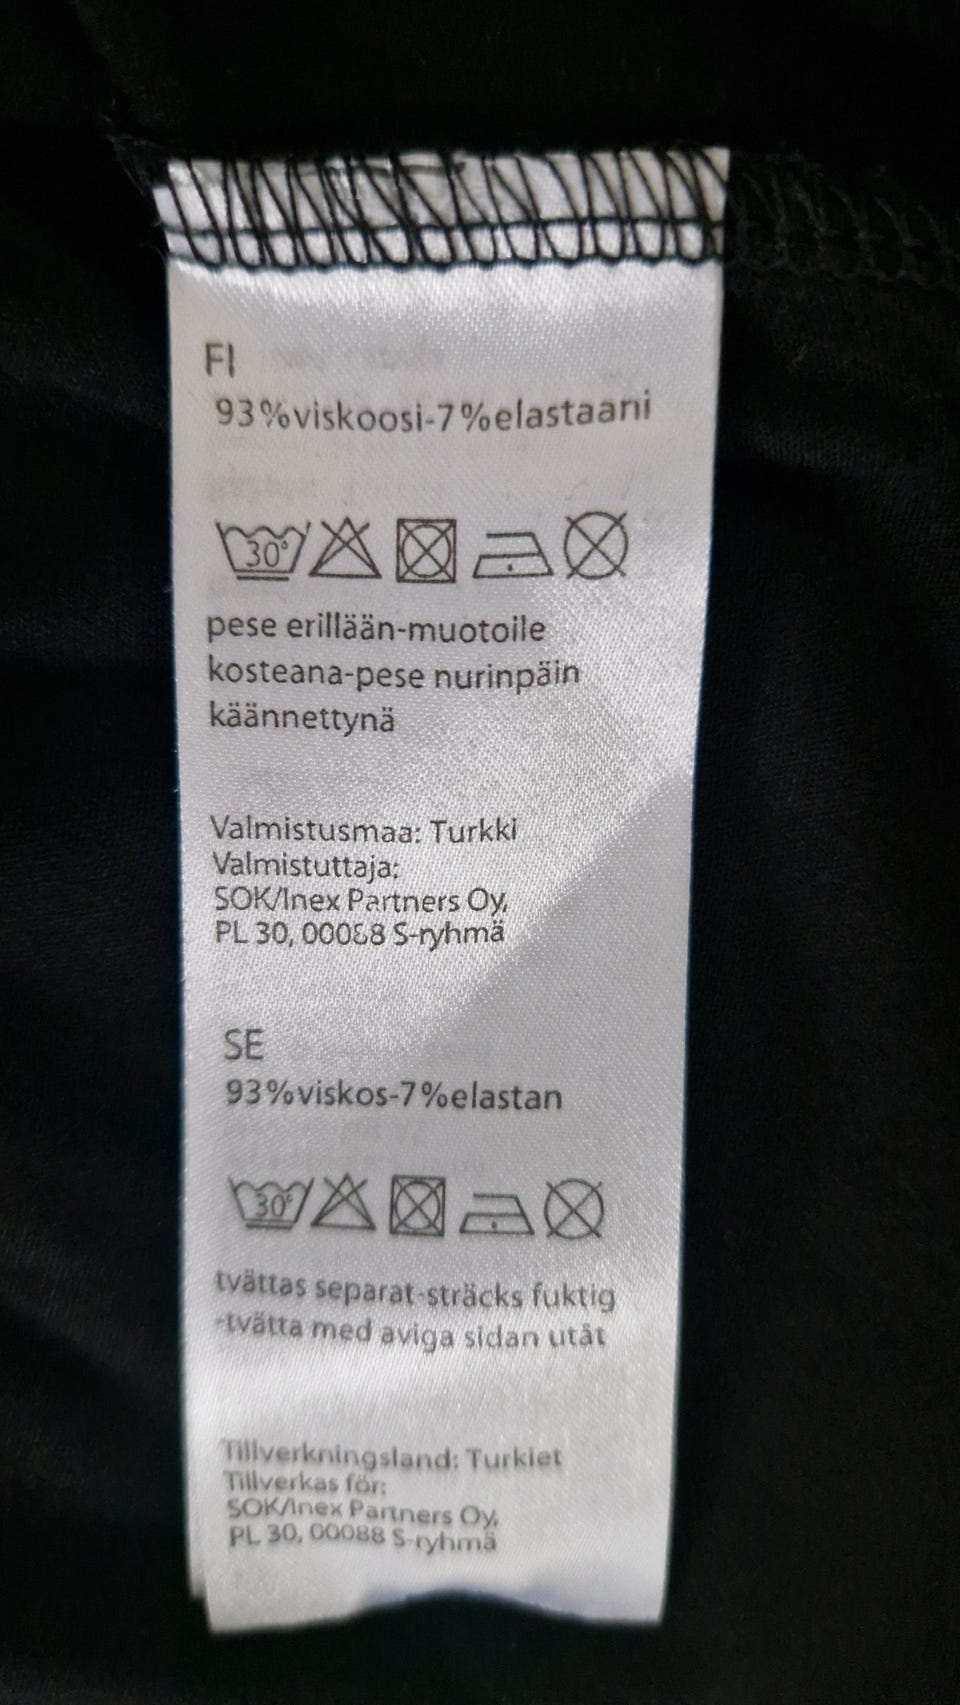 FI
93%viskoosi-7%elastaani
30°
pese erillään-muotoile
kosteana-pese nurinpäin
käännettynä
Valmistusmaa: Turkki
Valmistuttaja:
SOK/Inex Partners Oy,
PL 30, 00088 S-ryhmä
SE
93%viskos-7%elastan
30°
tvättas separat-sträcks fuktig
-tvätta med aviga sidan utåt
Tillverkningsland: Turkiet
Tillverkas för:
SOK/Inex Partners Oy,
PL 30, 00088 S-ryhmä